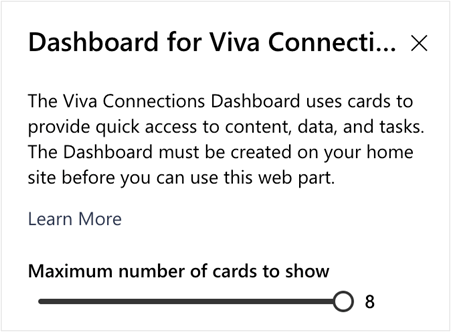 Dashboard for Viva Connecti...
The Viva Connections Dashboard uses cards to
provide quick access to content, data, and tasks.
The Dashboard must be created on your home
site before you can use this web part.
Learn More
Maximum number of cards to show
8